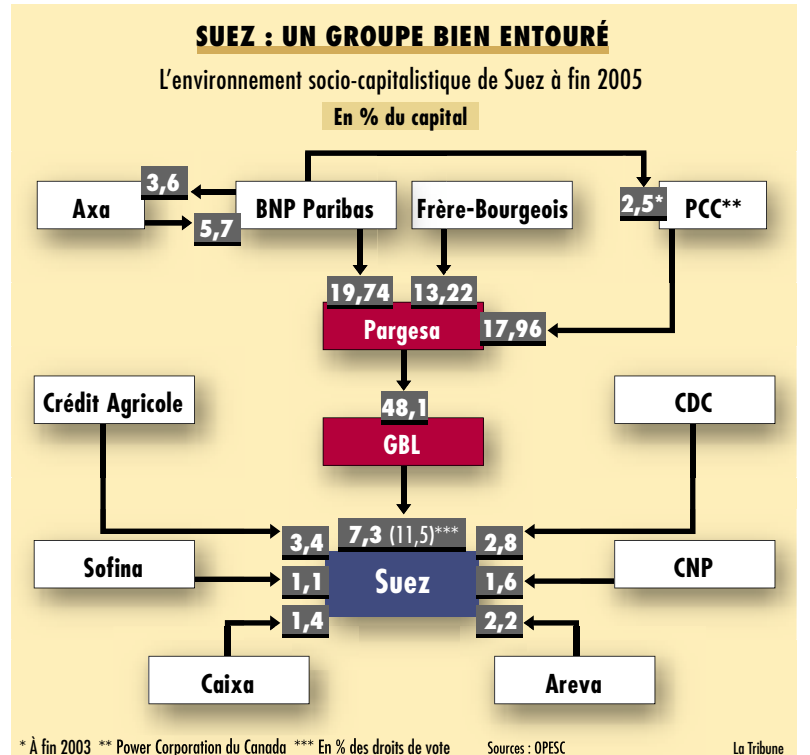 SUEZ : UN GROUPE BIEN ENTOURÉ
L'environnement socio-capitalistique de Suez à fin 2005
En % du capital
Axa
3,6
5,7
BNP Paribas
Frère-Bourgeois
2,5*
PCC**
19,74
13,22
Pargesa
17,96
Crédit Agricole
48,1
GBL
CDC
Sofina
3,4
7,3 (11,5)***
2,8
CNP
1,1
Suez
1,6
1,4
2,2
Caixa
Areva
* À fin 2003 ** Power Corporation du Canada *** En % des droits de vote Sources : OPESC La Tribune